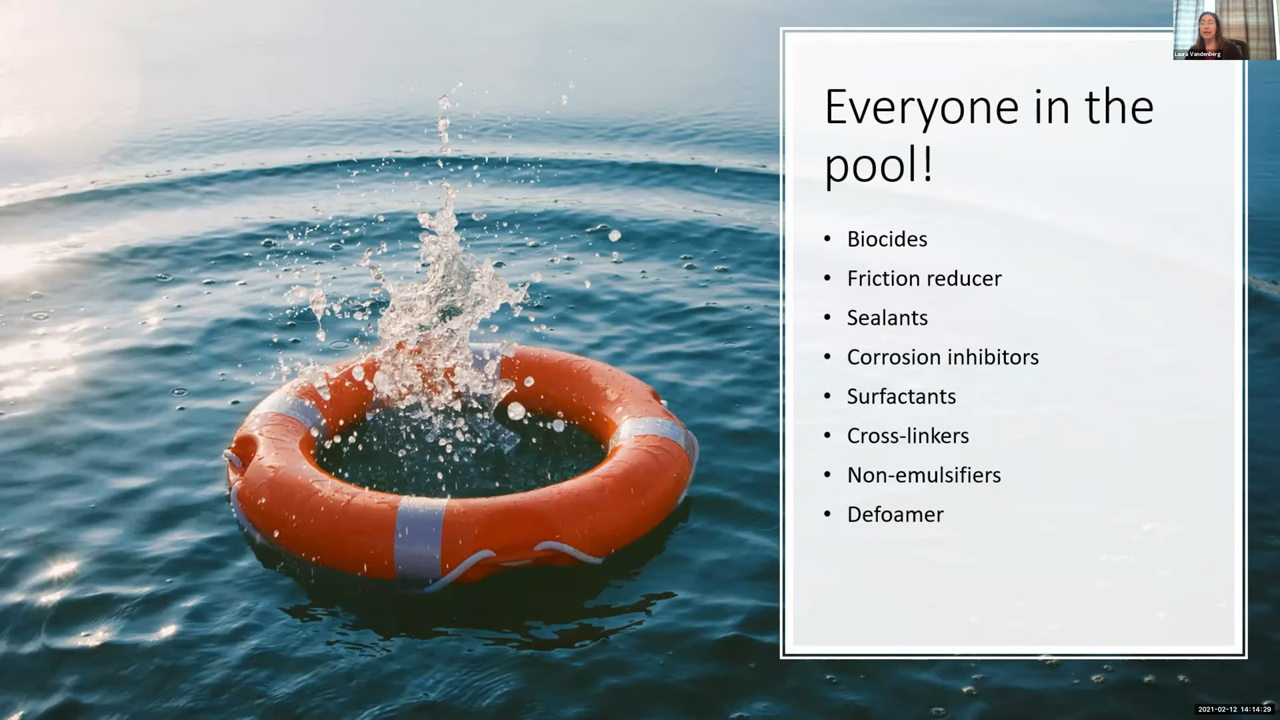 Laura Vandenberg
Everyone in the
pool!
• Biocides
• Friction reducer
• Sealants
• Corrosion inhibitors
• Surfactants
• Cross-linkers
• Non-emulsifiers
• Defoamer
2021-02-12 14:14:29